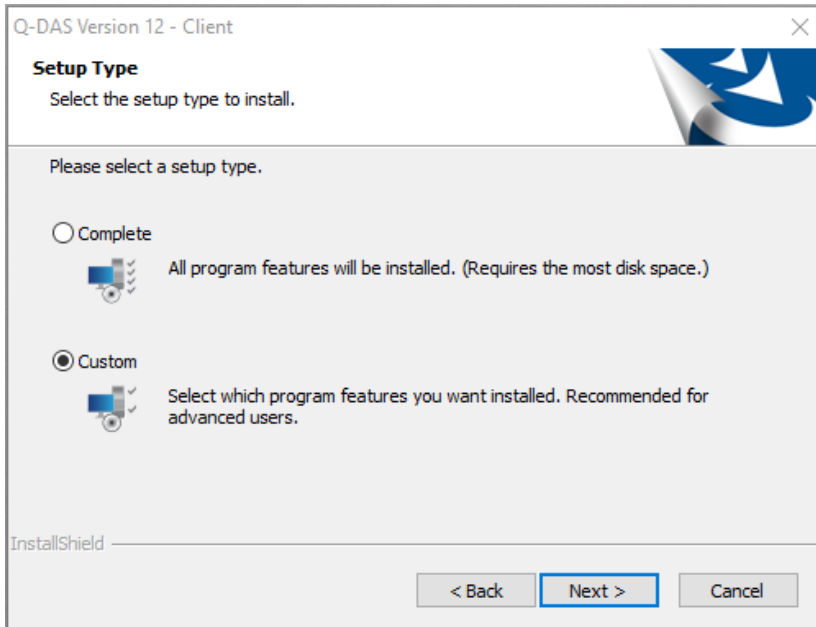 Q-DAS Version 12 - Client
Setup Type
Select the setup type to install.
Please select a setup type.
Complete
All program features will be installed. (Requires the most disk space.)
Custom
Select which program features you want installed. Recommended for
advanced users.
InstallShield
< Back
Next >
Cancel